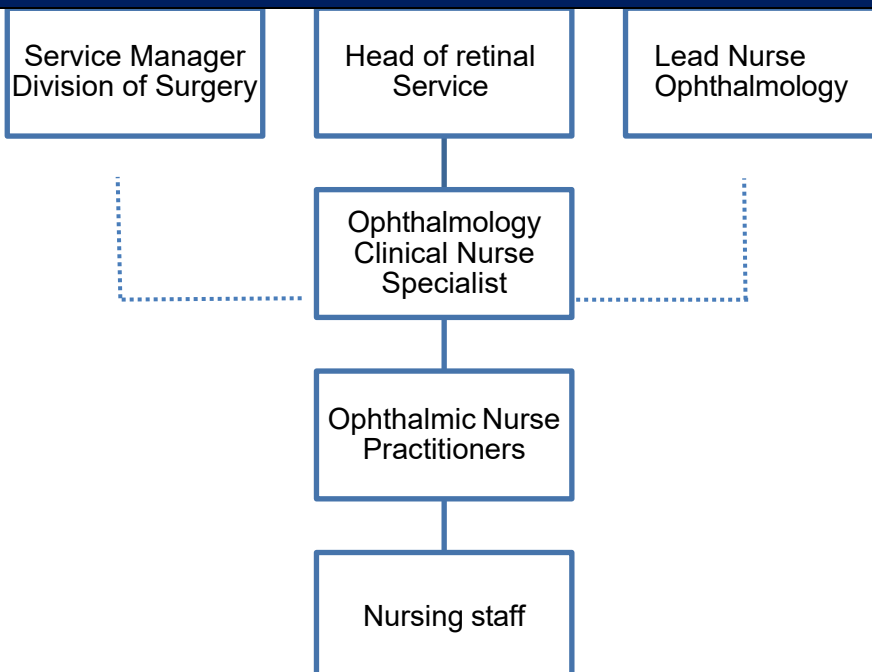 Service Manager
Division of Surgery
Head of retinal
Service
Lead Nurse
Ophthalmology
Ophthalmology
Clinical Nurse
Specialist
Ophthalmic Nurse
Practitioners
Nursing staff